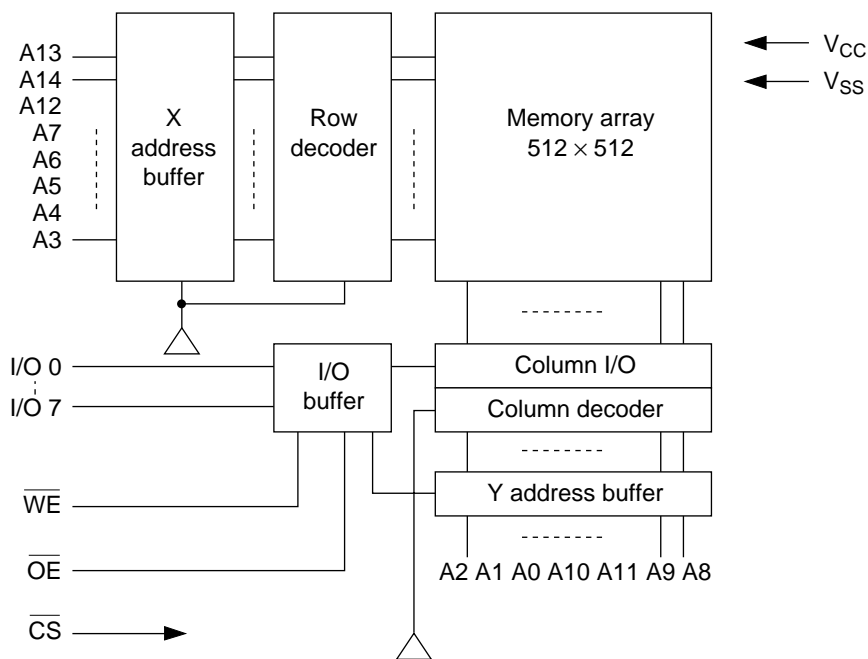 A13
A14
A12
A7
A6
A5
A4
A3
X
address
buffer
Row
decoder
Memory array
512 × 512
VCC
VSS
I/O 0
I/O 7
I/O
buffer
Column I/O
Column decoder
Y address buffer
WE
OE
CS
A2 A1 A0 A10 A11 A9 A8